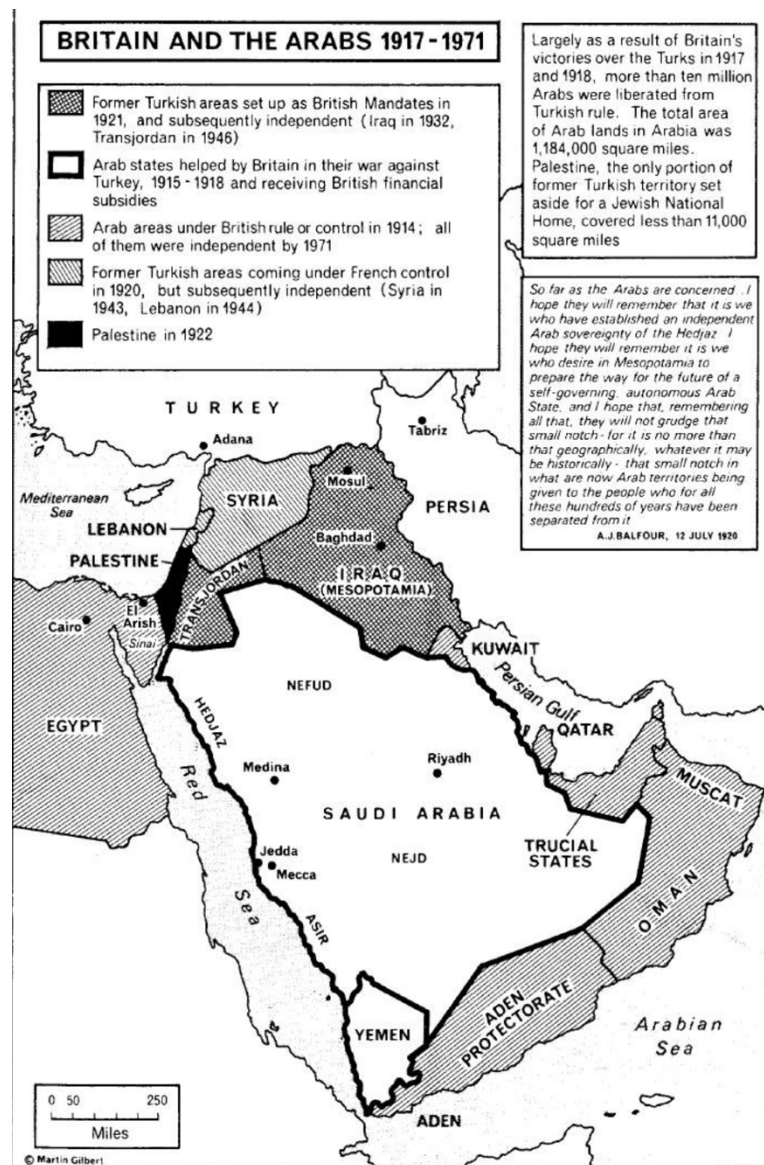 BRITAIN AND THE ARABS 1917-1971
Former Turkish areas set up as British Mandates in
1921, and subsequently independent (Iraq in 1932,
Transjordan in 1946)
Arab states helped by Britain in their war against
Turkey, 1915-1918 and receiving British financial
subsidies
Arab areas under British rule or control in 1914; all
of them were independent by 1971
Former Turkish areas coming under French control
in 1920, but subsequently independent (Syria in
1943, Lebanon in 1944)
Palestine in 1922
Largely as a result of Britain's
victories over the Turks in 1917
and 1918, more than ten million
Arabs were liberated from
Turkish rule. The total area
of Arab lands in Arabia was
1,184,000 square miles.
Palestine, the only portion of
former Turkish territory set
aside for a Jewish National
Home, covered less than 11,000
square miles
So far as the Arabs are concerned . I
hope they will remember that it is we
who have established an independent
Arab sovereignty of the Hedjaz I
hope they will remember it is we
who desire in Mesopotamia to
prepare the way for the future of a
self-governing, autonomous Arab
State, and I hope that, remembering
all that, they will not grudge that
small notch - for it is no more than
that geographically, whatever it may
be historically - that small notch in
what are now Arab territories being
given to the people who for all
these hundreds of years have been
separated from it
A.J.BALFOUR, 12 JULY 1920
TURKEY
Adana
Tabriz
Mosul
SYRIA
PERSIA
Mediterranean
Sea
LEBANON
Baghdad
PALESTINE
IRAQ
(MESOPOTAMIA)
TRANSJORDAN
El
Arish
Cairo
Sinai
KUWAIT
Persian Gulf
NEFUD
HEDJAZ
EGYPT
QATAR
Red
Sea
Medina
Riyadh
MUSCAT
SAUDI ARABIA
TRUCIAL
STATES
Jedda
Mecca
NEJD
OMAN
ASIR
ADEN
PROTECTORATE
YEMEN
Arabian
Sea
ADEN
0 50 250
Miles
© Martin Gilbert